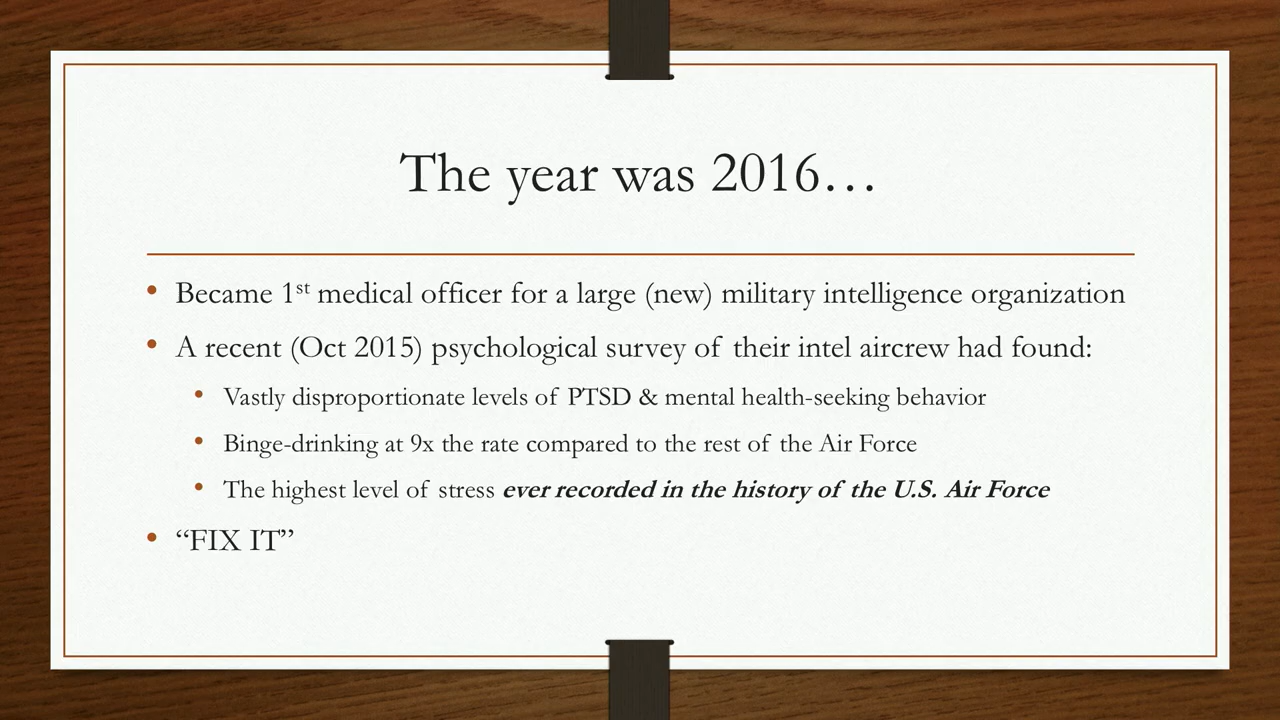 The year was 2016…
• Became 1st medical officer for a large (new) military intelligence organization
• A recent (Oct 2015) psychological survey of their intel aircrew had found:
• Vastly disproportionate levels of PTSD & mental health-seeking behavior
• Binge-drinking at 9x the rate compared to the rest of the Air Force
• The highest level of stress ever recorded in the history of the U.S. Air Force
• “FIX IT”